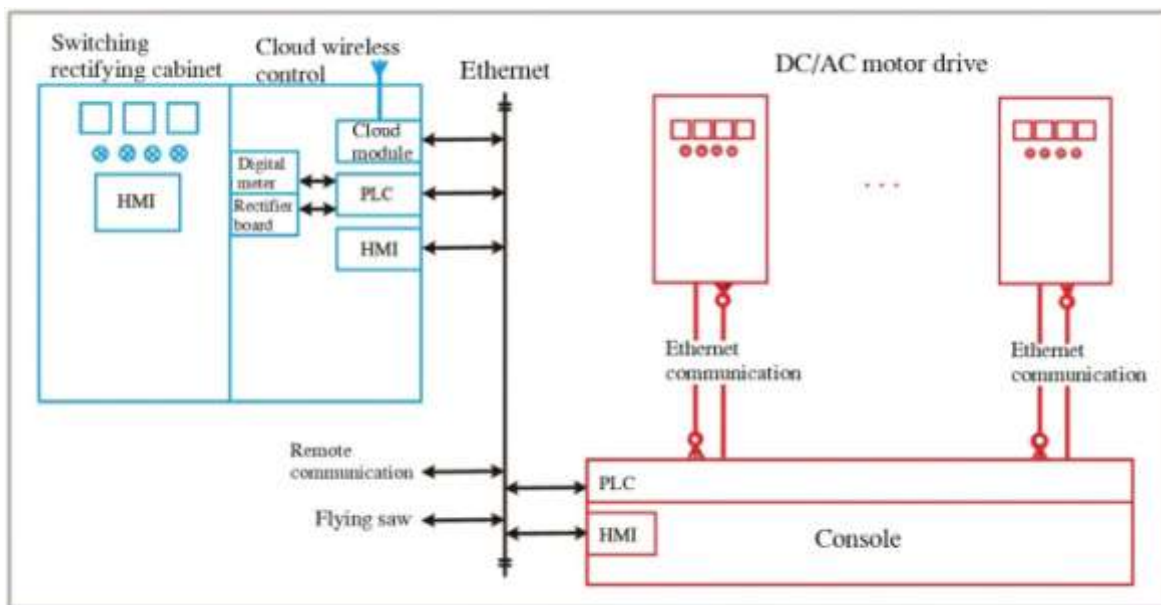 Switching
rectifying cabinet
Cloud wireless
control
Ethernet
DC/AC motor drive
HMI
Cloud
module
Digital
meter
PLC
Rectifier
board
HMI
. . .
Ethernet
communication
Ethernet
communication
Remote
communication
Flying saw
PLC
HMI
Console